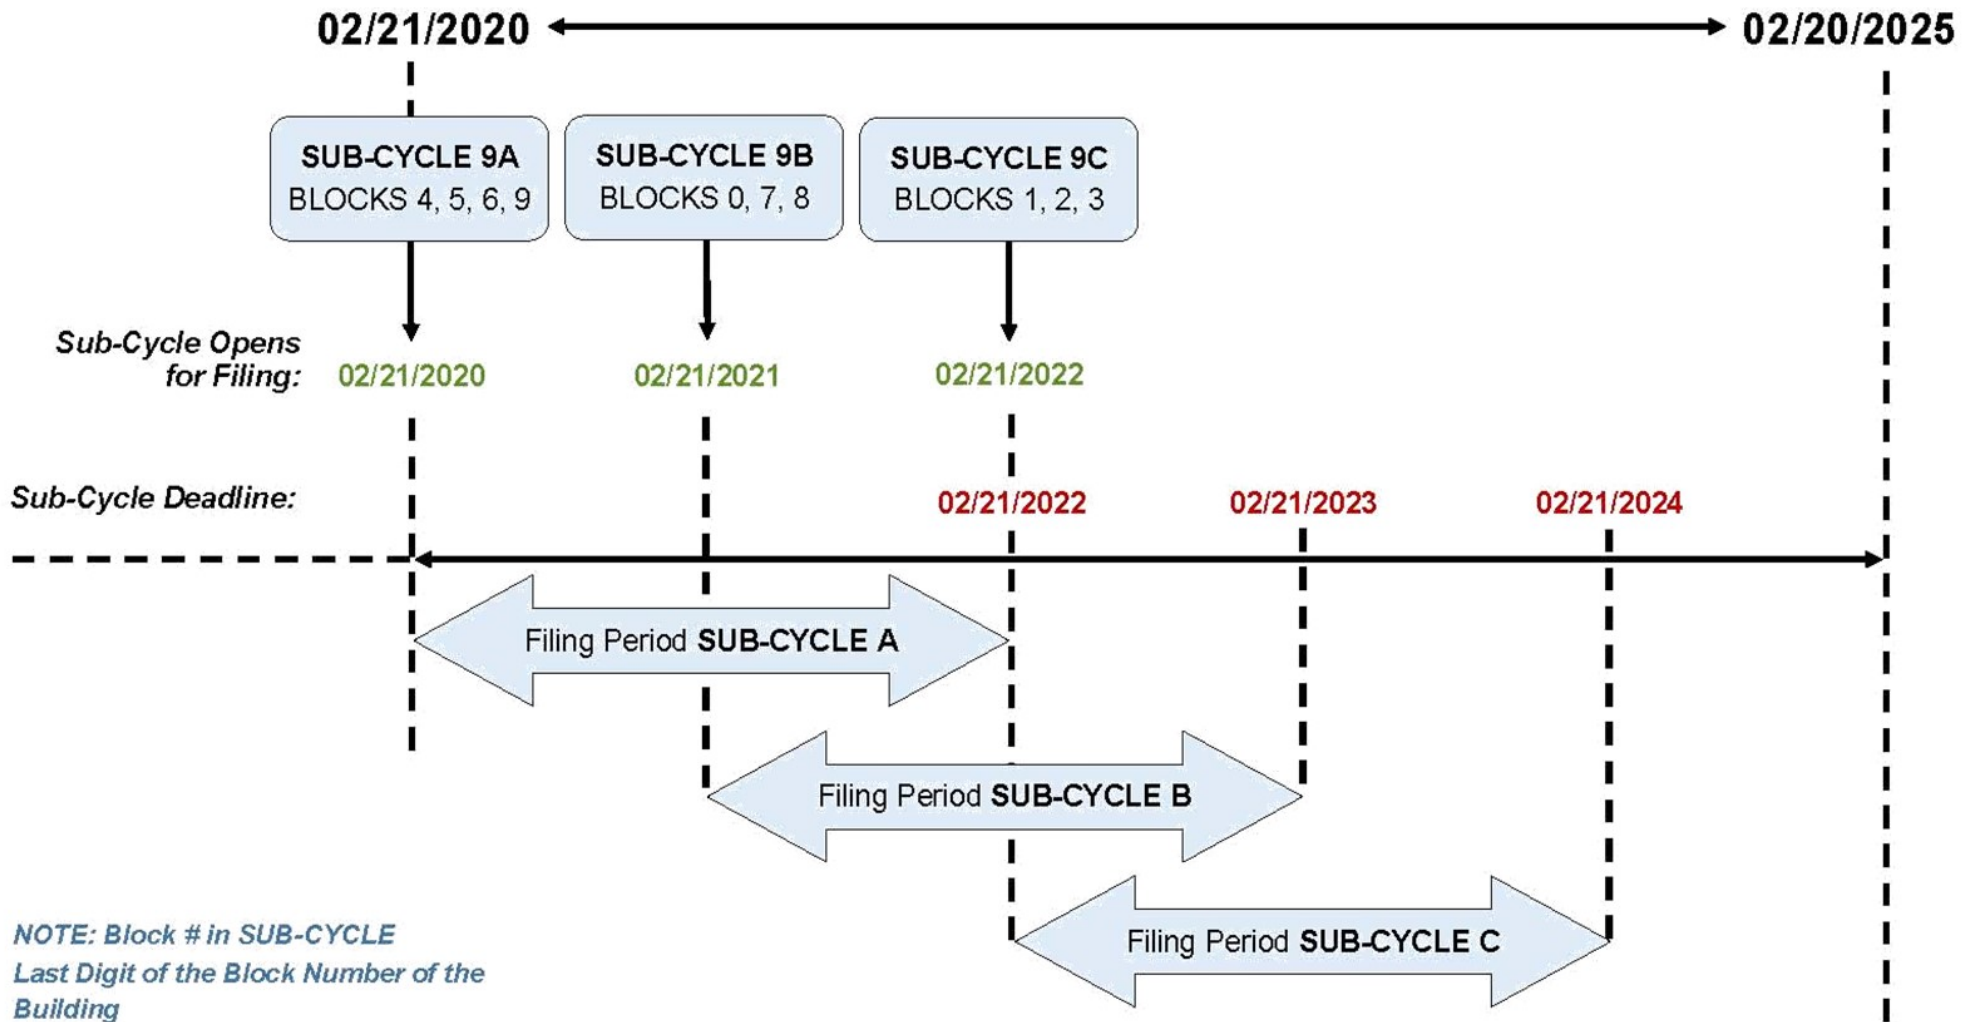 02/21/2020
02/20/2025
SUB-CYCLE 9A
BLOCKS 4, 5, 6, 9
SUB-CYCLE 9B
BLOCKS 0, 7, 8
SUB-CYCLE 9C
BLOCKS 1, 2, 3
Sub-Cycle Opens
for Filing:
02/21/2020
02/21/2021
02/21/2022
Sub-Cycle Deadline:
02/21/2022
02/21/2023
02/21/2024
Filing Period SUB-CYCLE A
Filing Period SUB-CYCLE B
Filing Period SUB-CYCLE C
NOTE: Block # in SUB-CYCLE
Last Digit of the Block Number of the
Building